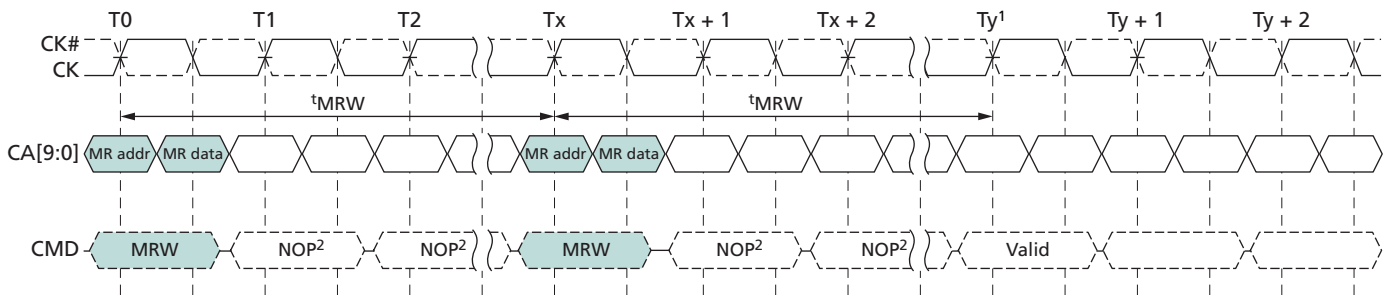 T0 T1 T2 Tx Tx + 1 Tx + 2 Ty¹ Ty + 1 Ty + 2
CK#
CK
ᵗMRW ᵗMRW
CA[9:0] MR addr MR data MR addr MR data
CMD MRW NOP² NOP² MRW NOP² NOP² Valid